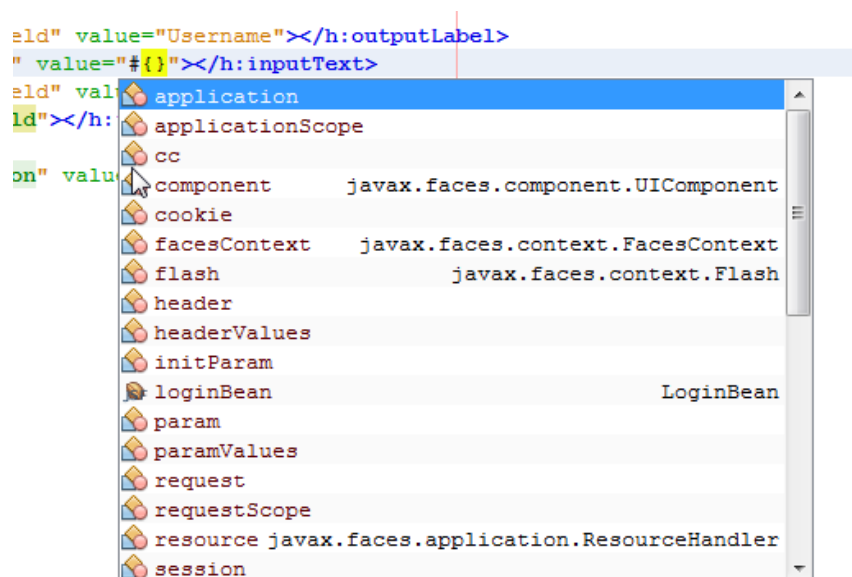 eld" value="Username"></h:outputLabel>
" value="#{}"></h:inputText>
eld" val
ld"></h:
on" valu
application
applicationScope
cc
component javax.faces.component.UIComponent
cookie
facesContext javax.faces.context.FacesContext
flash javax.faces.context.Flash
header
headerValues
initParam
loginBean LoginBean
param
paramValues
request
requestScope
resource javax.faces.application.ResourceHandler
session